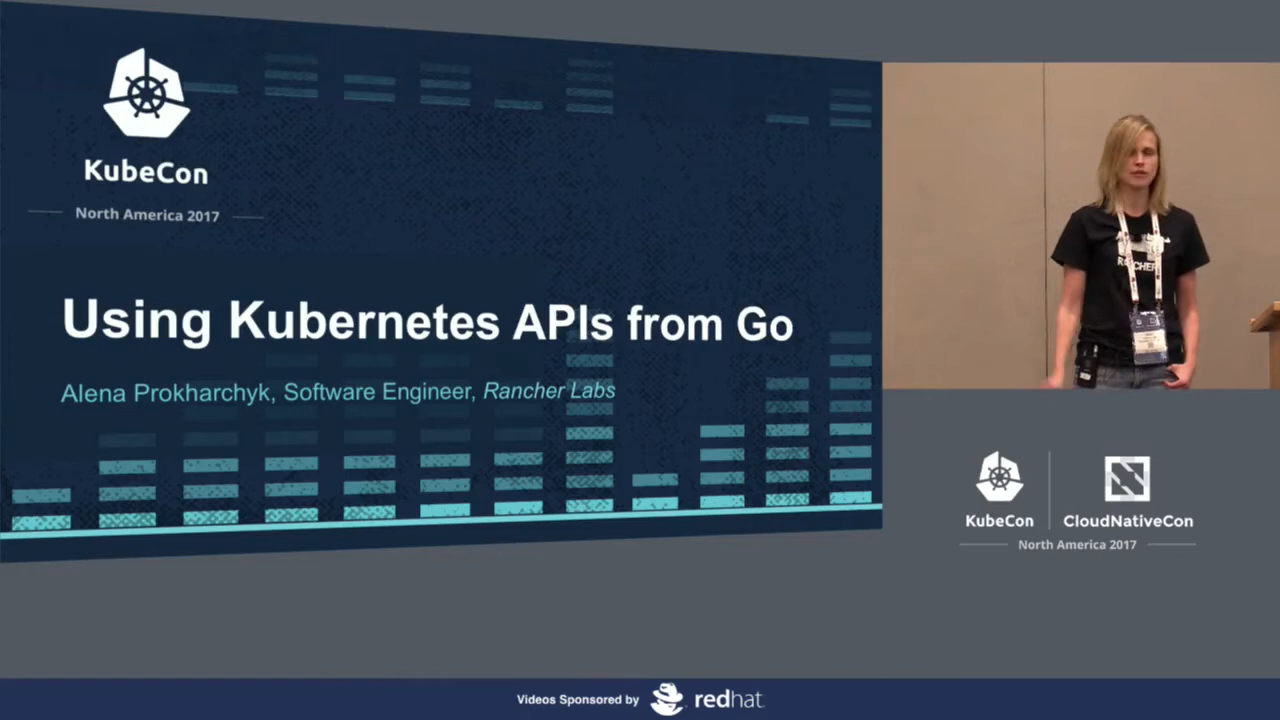 KubeCon
North America 2017
Using Kubernetes APIs from Go
Alena Prokharchyk, Software Engineer, Rancher Labs
RANCHER
KubeCon
CloudNativeCon
North America 2017
Videos Sponsored by redhat